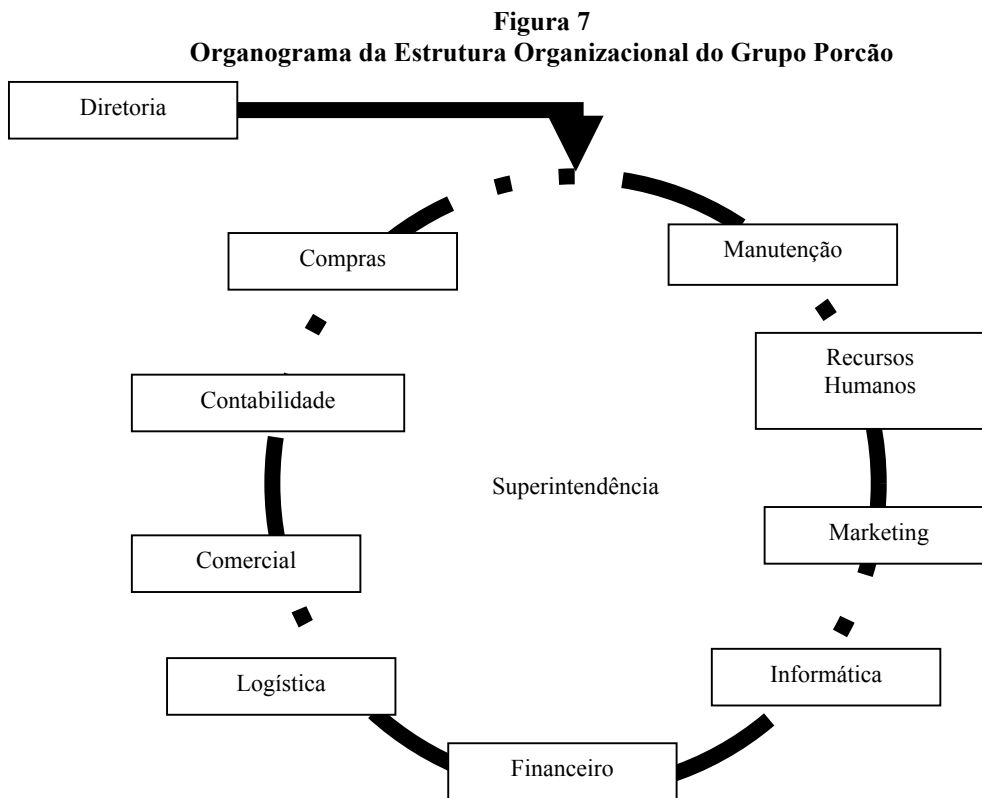 Figura 7
Organograma da Estrutura Organizacional do Grupo Porcão
Diretoria
Compras
Manutenção
Recursos
Humanos
Contabilidade
Superintendência
Marketing
Comercial
Logística
Informática
Financeiro